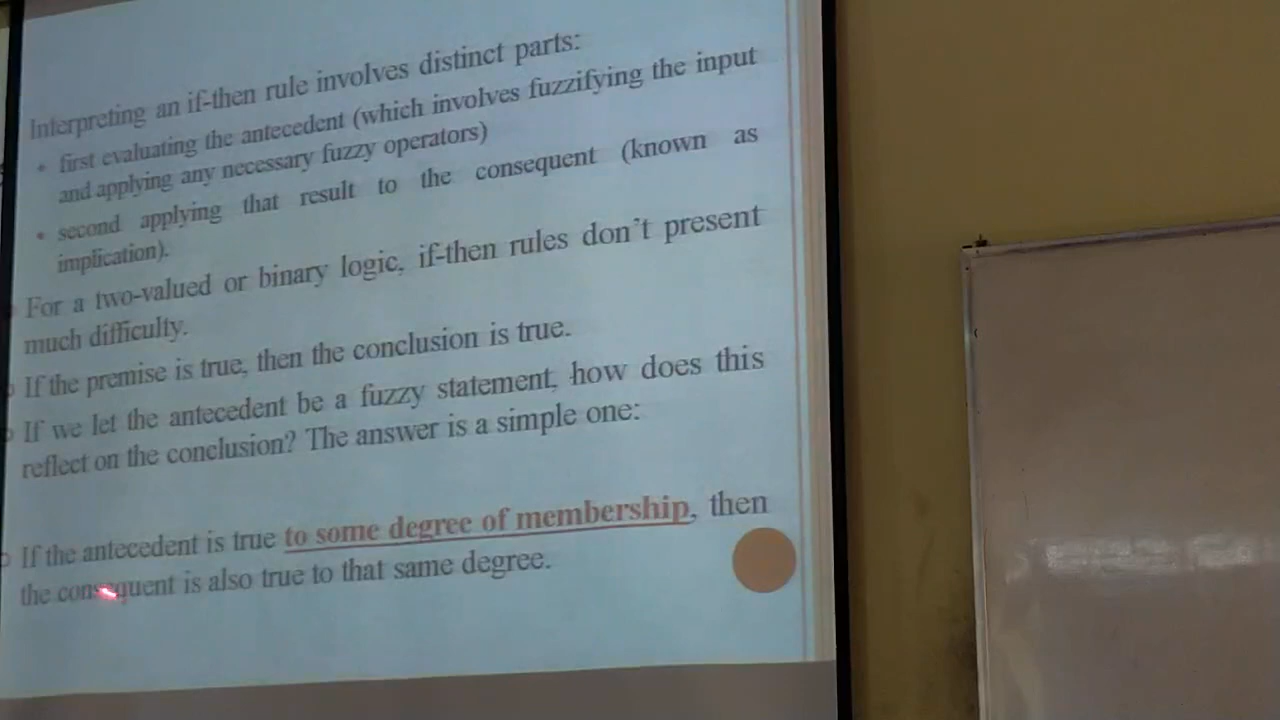 Interpreting an if-then rule involves distinct parts:
• first evaluating the antecedent (which involves fuzzifying the input
and applying any necessary fuzzy operators)
• second applying that result to the consequent (known as
implication).
For a two-valued or binary logic, if-then rules don't present
much difficulty.
If the premise is true, then the conclusion is true.
If we let the antecedent be a fuzzy statement, how does this
reflect on the conclusion? The answer is a simple one:
If the antecedent is true to some degree of membership, then
the consequent is also true to that same degree.